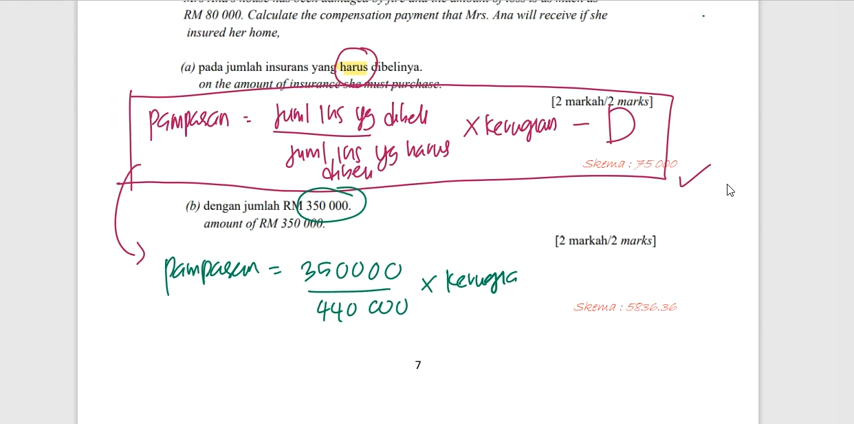 RM 80 000. Calculate the compensation payment that Mrs. Ana will receive if she
insured her home,
(a) pada jumlah insurans yang harus dibelinya.
on the amount of insurance she must purchase.
[2 markah/2 marks]
Pampasan = Juml Ins yg dibeli
Juml Ins yg harus
dibeli
x Kerugian - D
Skema : 75 000
(b) dengan jumlah RM 350 000.
amount of RM 350 000.
[2 markah/2 marks]
Pampasan = 350000
440 000
x Kerugia
Skema : 5836.36
7